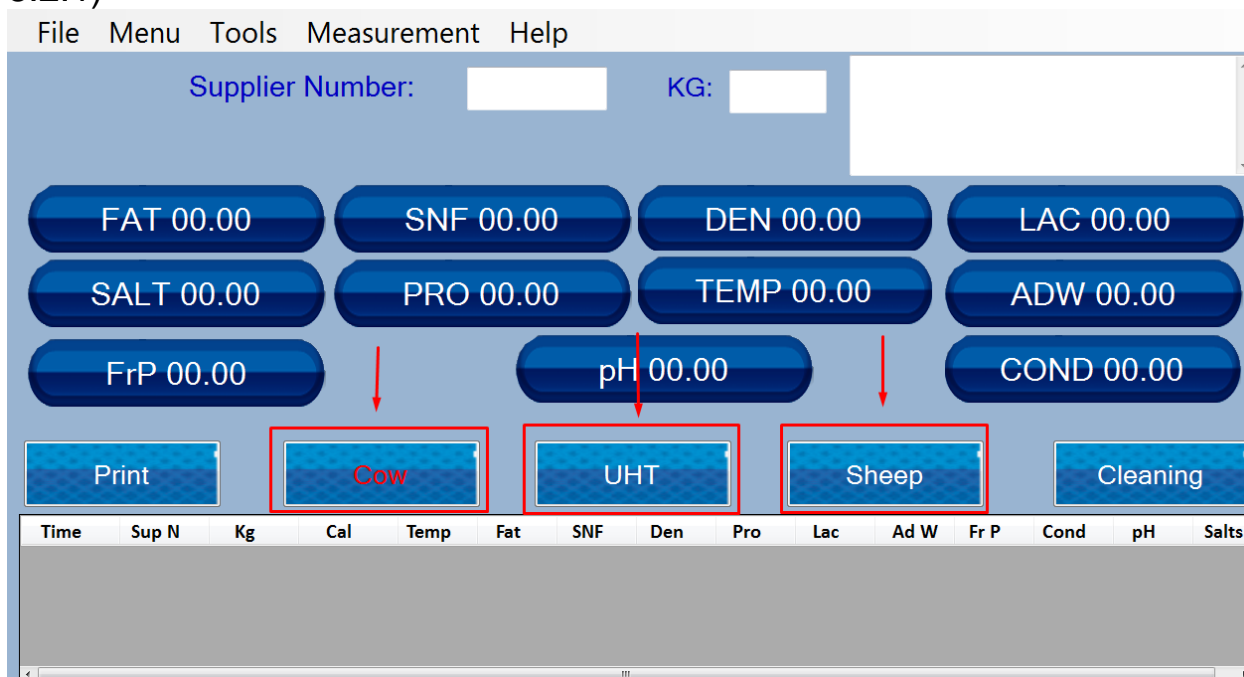 File Menu Tools Measurement Help
Supplier Number: KG:
FAT 00.00 SNF 00.00 DEN 00.00 LAC 00.00
SALT 00.00 PRO 00.00 TEMP 00.00 ADW 00.00
FrP 00.00 pH 00.00 COND 00.00
Print Cow UHT Sheep Cleaning
Time Sup N Kg Cal Temp Fat SNF Den Pro Lac Ad W Fr P Cond pH Salts